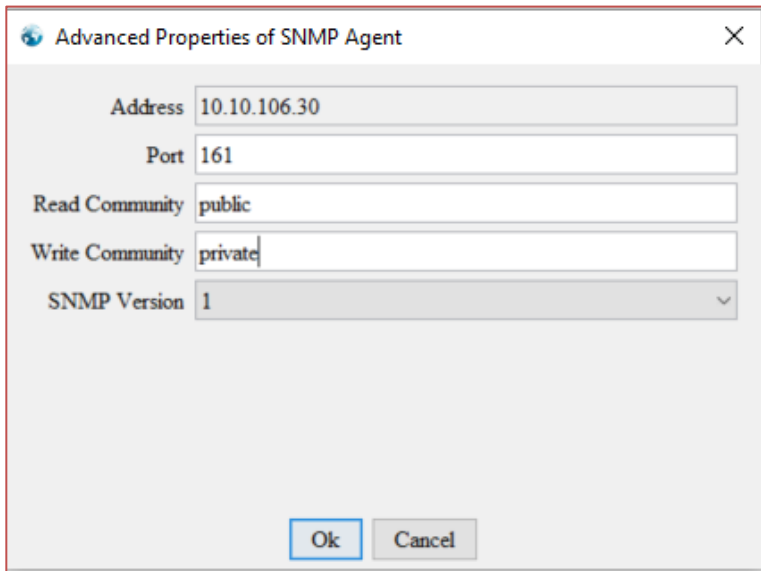 Advanced Properties of SNMP Agent
Address 10.10.106.30
Port 161
Read Community public
Write Community private
SNMP Version 1
Ok Cancel